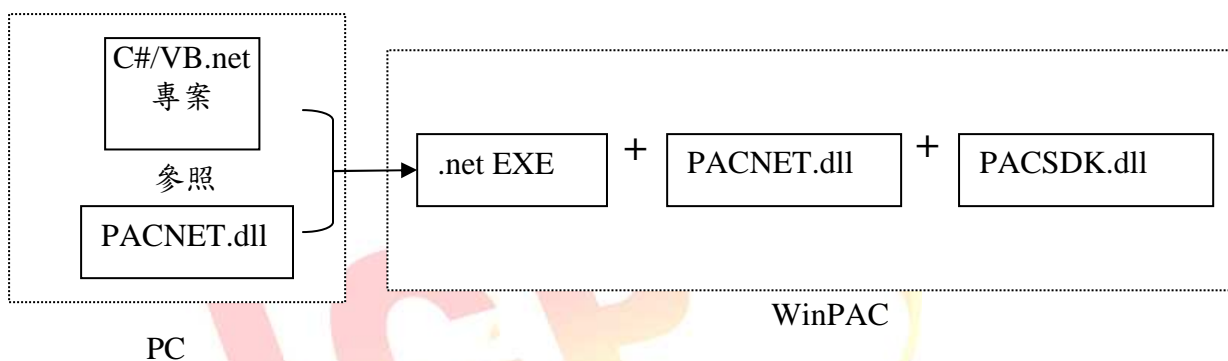 C#/VB.net
專案
參照
PACNET.dll
.net EXE
+
PACNET.dll
+
PACSDK.dll
WinPAC
PC